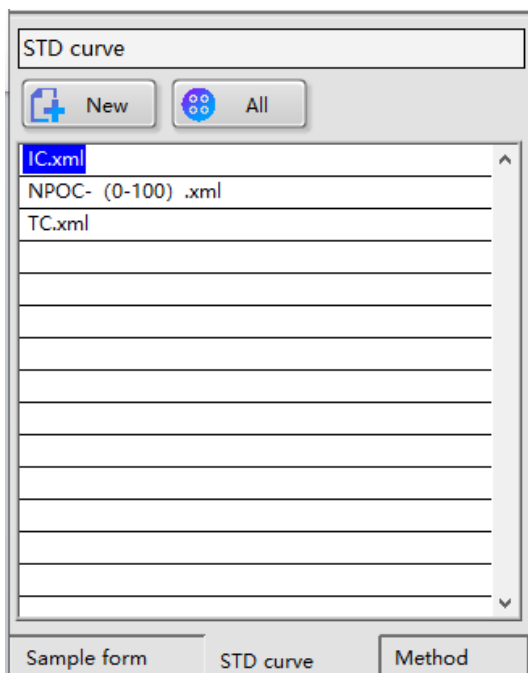 STD curve
New All
IC.xml
NPOC- (0-100) .xml
TC.xml
Sample form STD curve Method